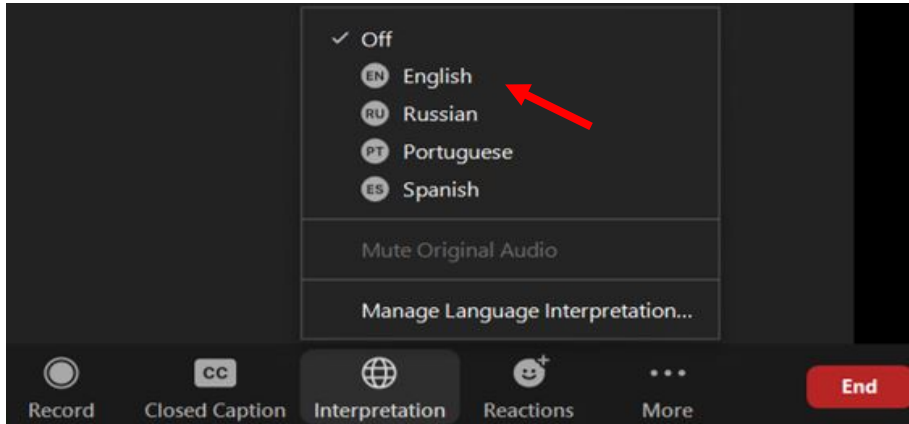 Off
EN English
RU Russian
PT Portuguese
ES Spanish
Mute Original Audio
Manage Language Interpretation...
CC
Record Closed Caption Interpretation Reactions More End